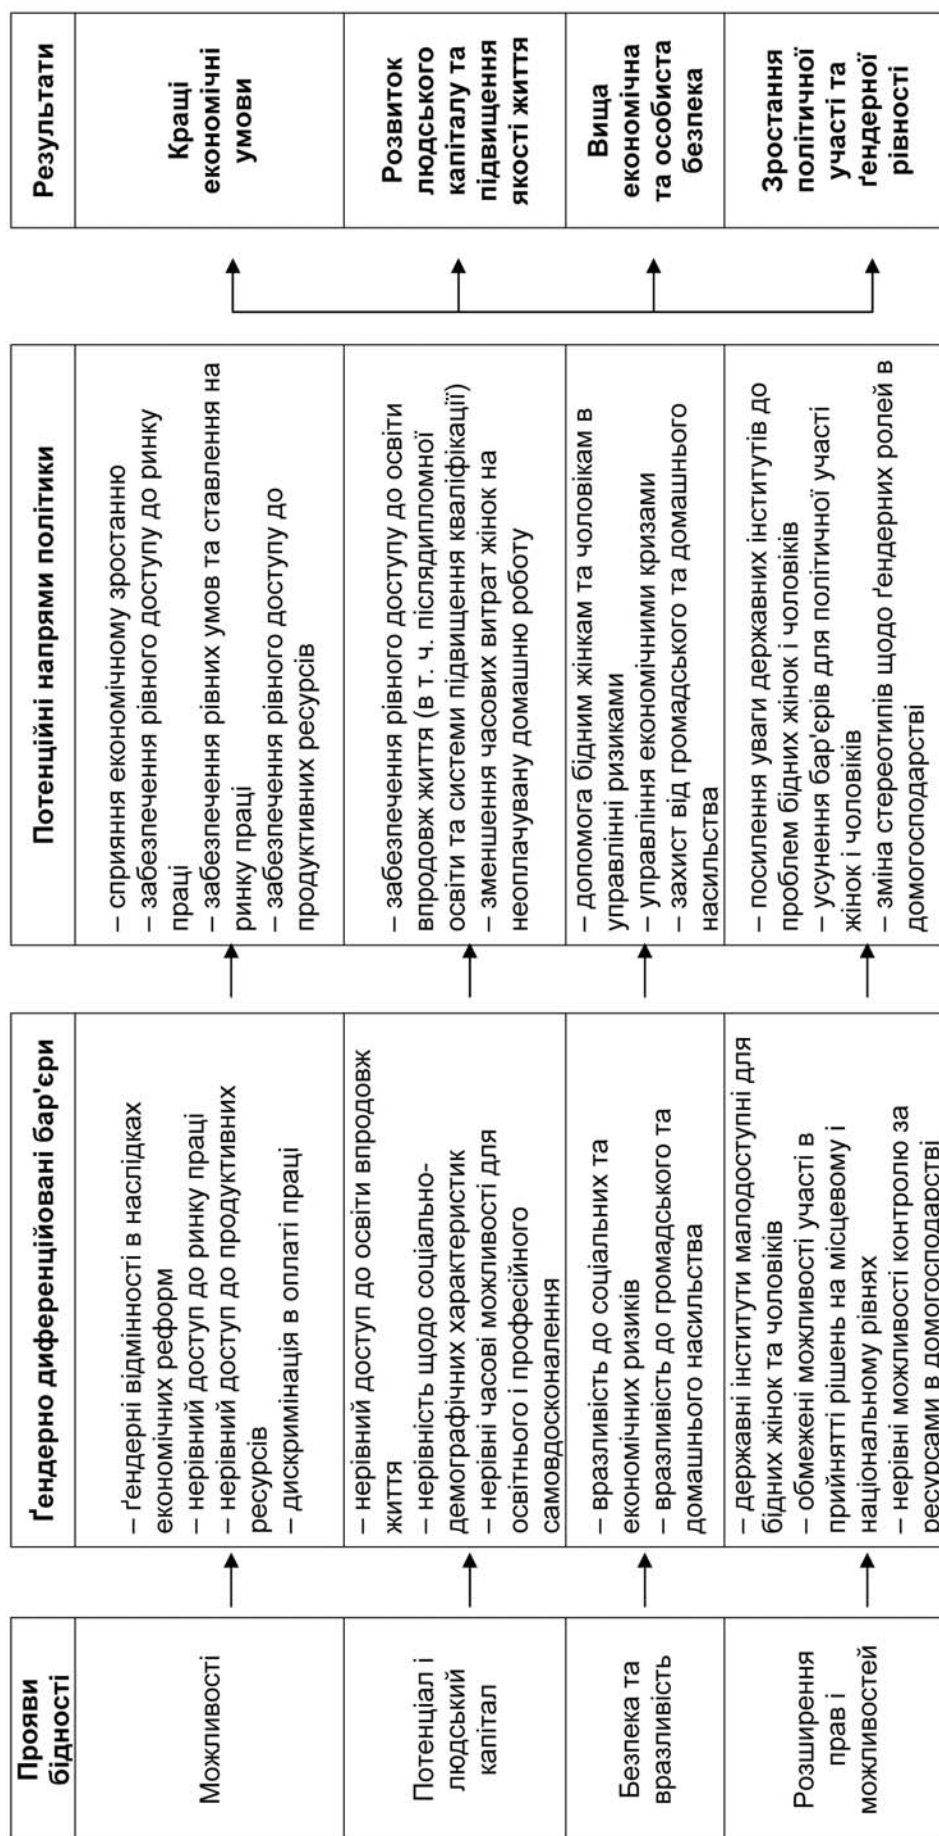 Прояви
бідності
Можливості
Потенціал і
людський
капітал
Безпека та
вразливість
Розширення
прав і
можливостей
Ґендерно диференційовані бар'єри
– ґендерні відмінності в наслідках
економічних реформ
– нерівний доступ до ринку праці
– нерівний доступ до продуктивних
ресурсів
– дискримінація в оплаті праці
– нерівний доступ до освіти впродовж
життя
– нерівність щодо соціально-
демографічних характеристик
– нерівні часові можливості для
освітнього і професійного
самовдосконалення
– вразливість до соціальних та
економічних ризиків
– вразливість до громадського та
домашнього насильства
– державні інститути малодоступні для
бідних жінок та чоловіків
– обмежені можливості участі в
прийнятті рішень на місцевому і
національному рівнях
– нерівні можливості контролю за
ресурсами в домогосподарстві
Потенційні напрями політики
– сприяння економічному зростанню
– забезпечення рівного доступу до ринку
праці
– забезпечення рівних умов та ставлення на
ринку праці
– забезпечення рівного доступу до
продуктивних ресурсів
– забезпечення рівного доступу до освіти
впродовж життя (в т. ч. післядипломної
освіти та системи підвищення кваліфікації)
– зменшення часових витрат жінок на
неоплачувану домашню роботу
– допомога бідним жінкам та чоловікам в
управлінні ризиками
– управління економічними кризами
– захист від громадського та домашнього
насильства
– посилення уваги державних інститутів до
проблем бідних жінок і чоловіків
– усунення бар'єрів для політичної участі
жінок і чоловіків
– зміна стереотипів щодо ґендерних ролей в
домогосподарстві
Результати
Кращі
економічні
умови
Розвиток
людського
капіталу та
підвищення
якості життя
Вища
економічна
та особиста
безпека
Зростання
політичної
участі та
ґендерної
рівності